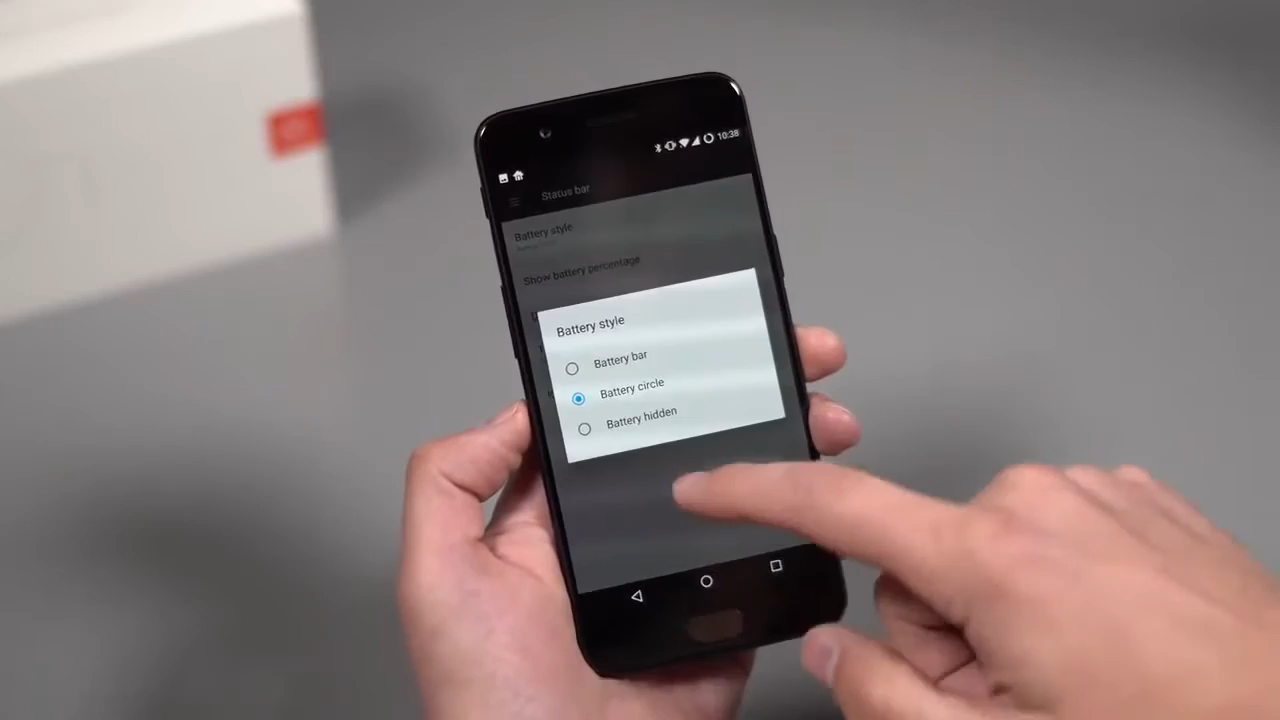 10:38
Status bar
Battery style
Show battery percentage
Battery style
Battery bar
Battery circle
Battery hidden